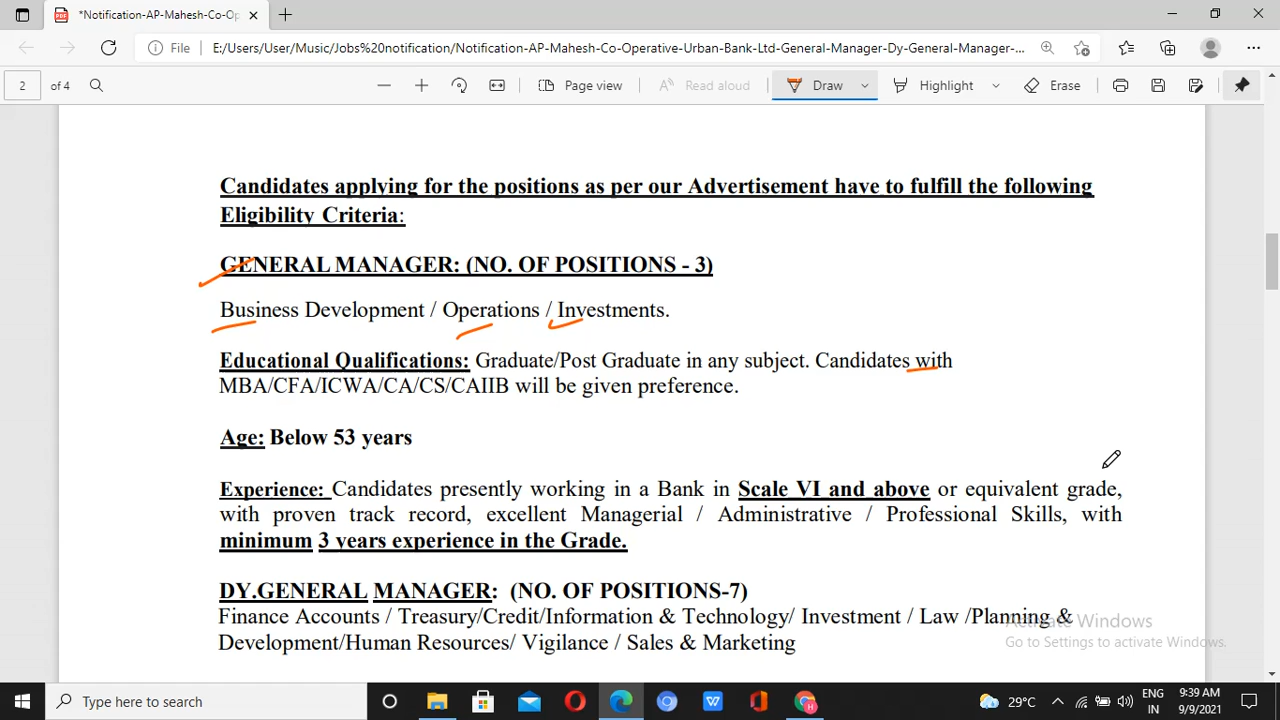 *Notification-AP-Mahesh-Co-Op
File
E:/Users/User/Music/Jobs%20notification/Notification-AP-Mahesh-Co-Operative-Urban-Bank-Ltd-General-Manager-Dy-General-Manager-...
2 of 4
Page view
Read aloud
Draw
Highlight
Erase
Candidates applying for the positions as per our Advertisement have to fulfill the following
Eligibility Criteria:
GENERAL MANAGER: (NO. OF POSITIONS - 3)
Business Development / Operations / Investments.
Educational Qualifications: Graduate/Post Graduate in any subject. Candidates with
MBA/CFA/ICWA/CA/CS/CAIIB will be given preference.
Age: Below 53 years
Experience: Candidates presently working in a Bank in Scale VI and above or equivalent grade,
with proven track record, excellent Managerial / Administrative / Professional Skills, with
minimum 3 years experience in the Grade.
DY.GENERAL MANAGER: (NO. OF POSITIONS-7)
Finance Accounts / Treasury/Credit/Information & Technology/ Investment / Law /Planning &
Development/Human Resources/ Vigilance / Sales & Marketing
Activate Windows
Go to Settings to activate Windows.
Type here to search
29°C
ENG
IN
9:39 AM
9/9/2021